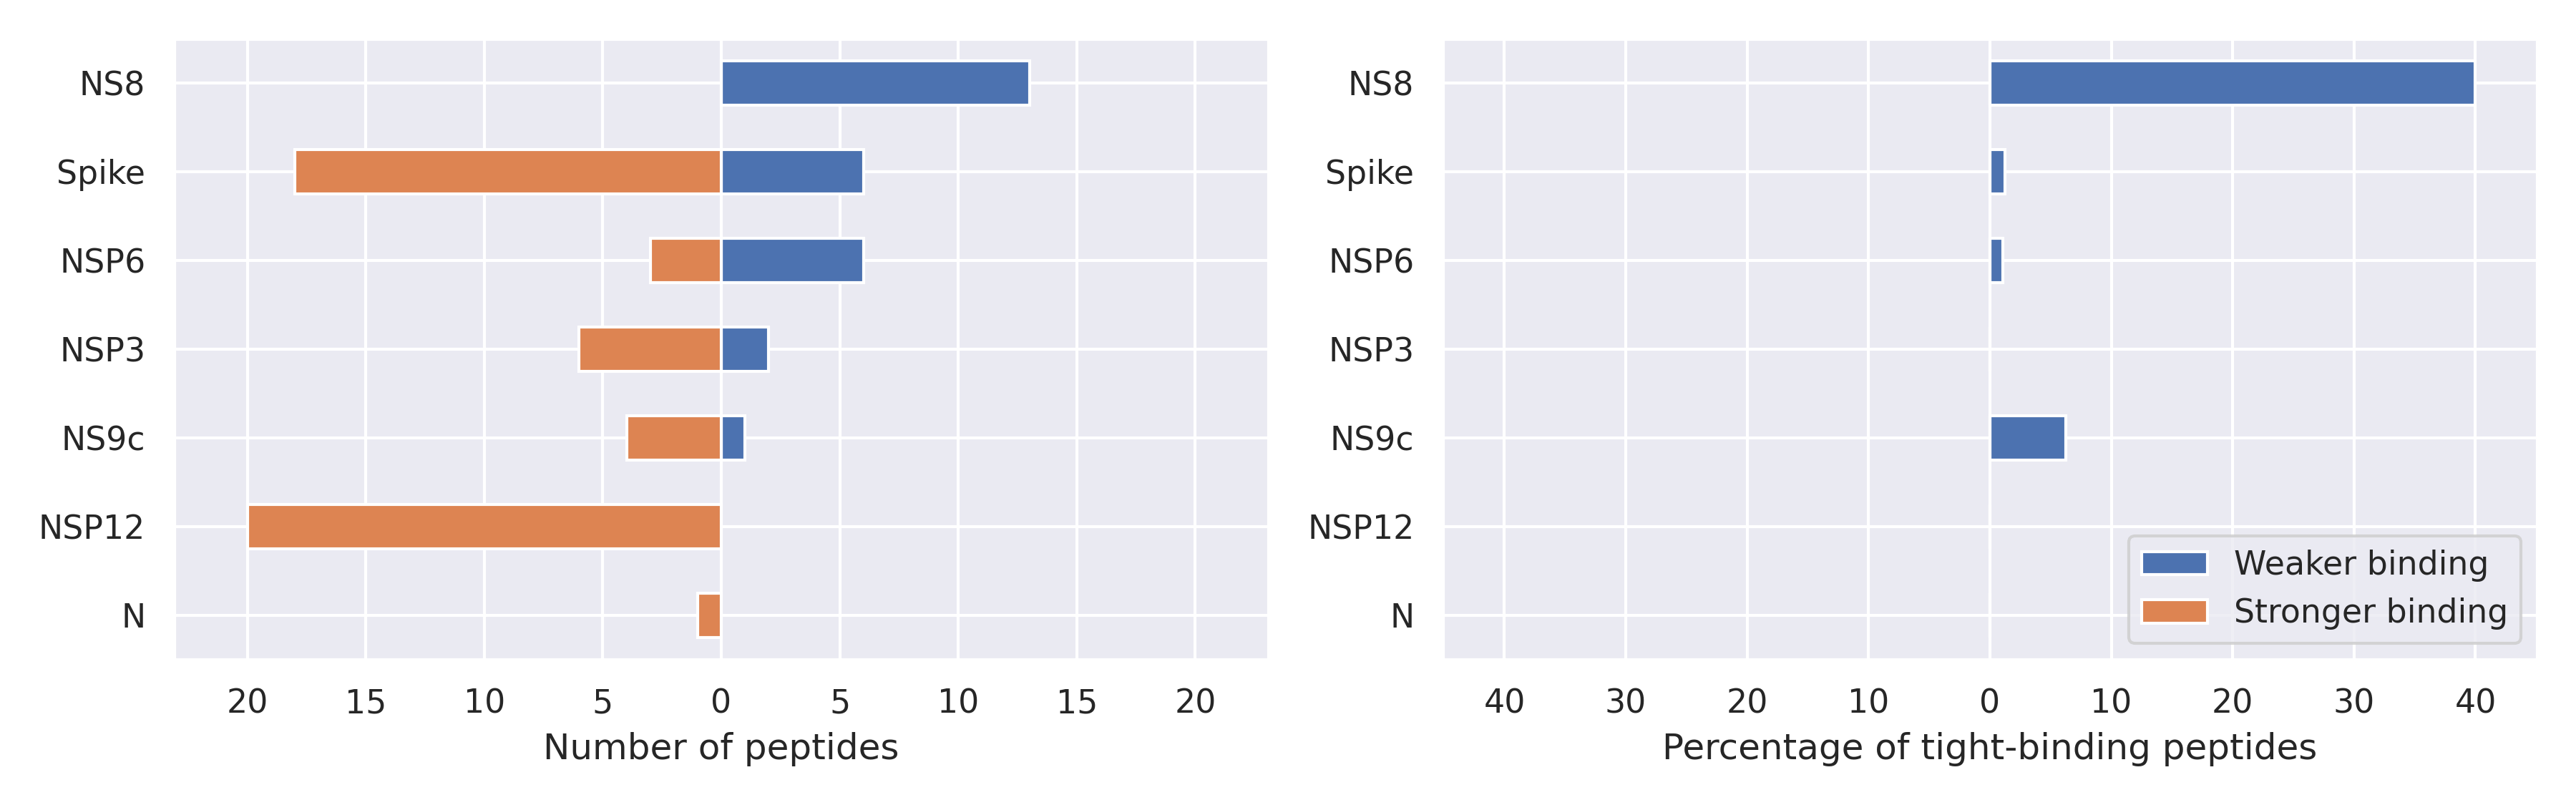 NS8
Spike
NSP6
NSP3
NS9c
NSP12
N
20 15 10 5 0 5 10 15 20
Number of peptides
NS8
Spike
NSP6
NSP3
NS9c
NSP12
N
Weaker binding
Stronger binding
40 30 20 10 0 10 20 30 40
Percentage of tight-binding peptides